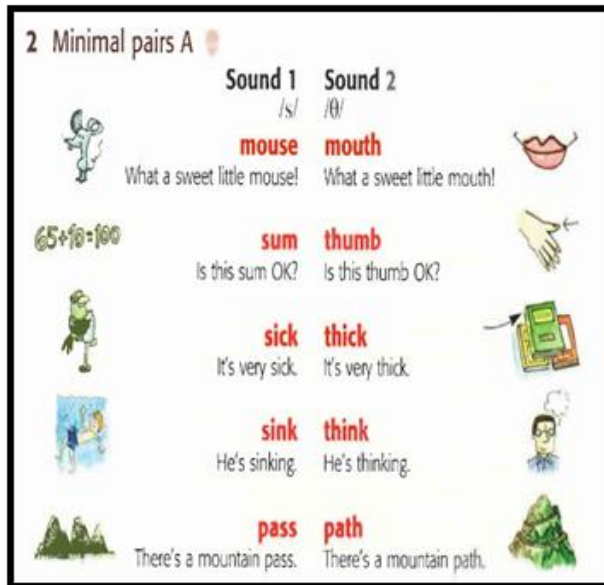 2 Minimal pairs A
Sound 1 Sound 2
/s/ /θ/
mouse mouth
What a sweet little mouse! What a sweet little mouth!
65+10=100
sum thumb
Is this sum OK? Is this thumb OK?
sick thick
It's very sick. It's very thick.
sink think
He's sinking. He's thinking.
pass path
There's a mountain pass. There's a mountain path.